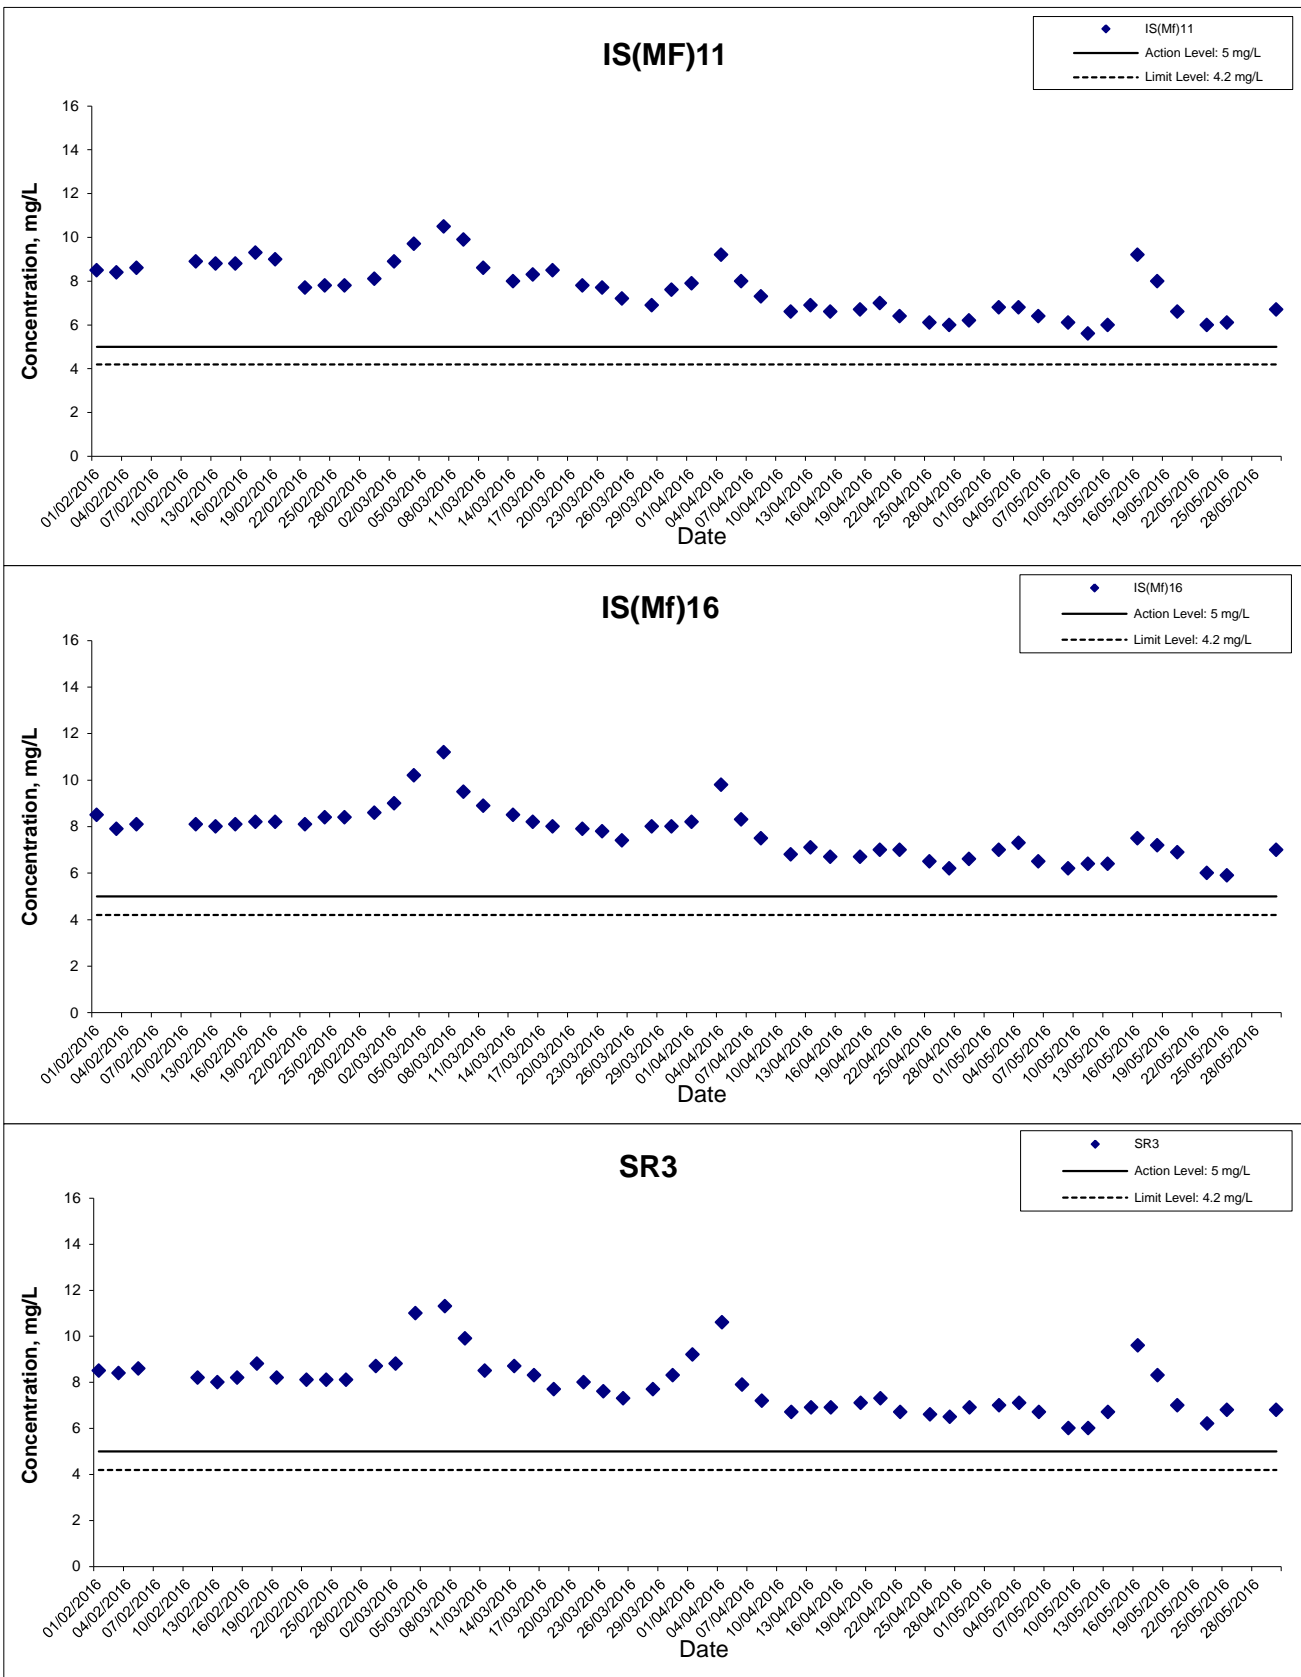 IS(MF)11
IS(Mf)11
Action Level: 5 mg/L
Limit Level: 4.2 mg/L
Concentration, mg/L
16
14
12
10
8
6
4
2
0
01/02/2016 04/02/2016 07/02/2016 10/02/2016 13/02/2016 16/02/2016 19/02/2016 22/02/2016 25/02/2016 28/02/2016 02/03/2016 05/03/2016 08/03/2016 11/03/2016 14/03/2016 17/03/2016 20/03/2016 23/03/2016 26/03/2016 29/03/2016 01/04/2016 04/04/2016 07/04/2016 10/04/2016 13/04/2016 16/04/2016 19/04/2016 22/04/2016 25/04/2016 28/04/2016 01/05/2016 04/05/2016 07/05/2016 10/05/2016 13/05/2016 16/05/2016 19/05/2016 22/05/2016 25/05/2016 28/05/2016
Date
IS(Mf)16
IS(Mf)16
Action Level: 5 mg/L
Limit Level: 4.2 mg/L
Concentration, mg/L
16
14
12
10
8
6
4
2
0
01/02/2016 04/02/2016 07/02/2016 10/02/2016 13/02/2016 16/02/2016 19/02/2016 22/02/2016 25/02/2016 28/02/2016 02/03/2016 05/03/2016 08/03/2016 11/03/2016 14/03/2016 17/03/2016 20/03/2016 23/03/2016 26/03/2016 29/03/2016 01/04/2016 04/04/2016 07/04/2016 10/04/2016 13/04/2016 16/04/2016 19/04/2016 22/04/2016 25/04/2016 28/04/2016 01/05/2016 04/05/2016 07/05/2016 10/05/2016 13/05/2016 16/05/2016 19/05/2016 22/05/2016 25/05/2016 28/05/2016
Date
SR3
SR3
Action Level: 5 mg/L
Limit Level: 4.2 mg/L
Concentration, mg/L
16
14
12
10
8
6
4
2
0
01/02/2016 04/02/2016 07/02/2016 10/02/2016 13/02/2016 16/02/2016 19/02/2016 22/02/2016 25/02/2016 28/02/2016 02/03/2016 05/03/2016 08/03/2016 11/03/2016 14/03/2016 17/03/2016 20/03/2016 23/03/2016 26/03/2016 29/03/2016 01/04/2016 04/04/2016 07/04/2016 10/04/2016 13/04/2016 16/04/2016 19/04/2016 22/04/2016 25/04/2016 28/04/2016 01/05/2016 04/05/2016 07/05/2016 10/05/2016 13/05/2016 16/05/2016 19/05/2016 22/05/2016 25/05/2016 28/05/2016
Date